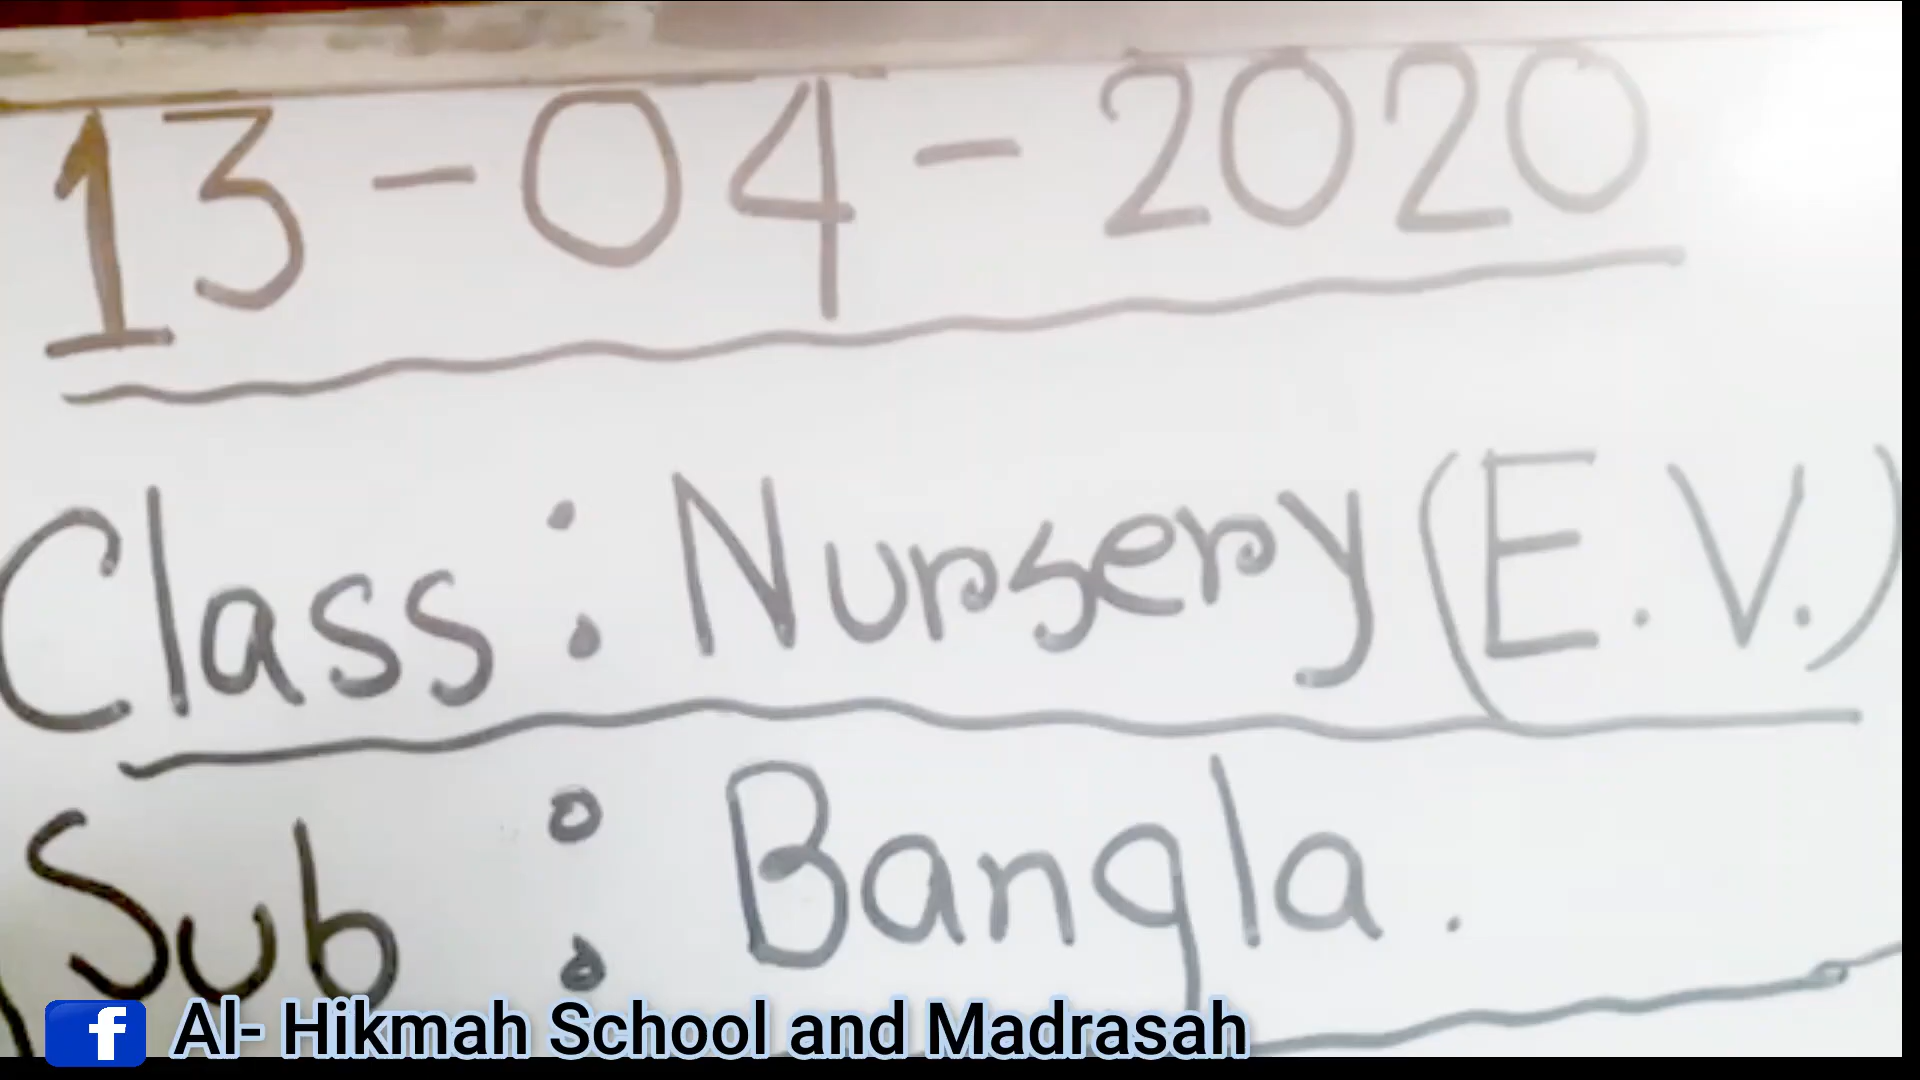 13-04-2020
Class: Nursery (E.V.)
Sub: Bangla.
Al- Hikmah School and Madrasah